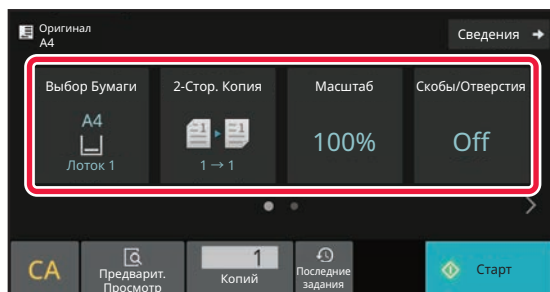 Оригинал
A4
Сведения
Выбор Бумаги
2-Стор. Копия
Масштаб
Скобы/Отверстия
A4
Лоток 1
1 → 1
100%
Off
CA
Предварит.
Просмотр
1
Копий
Последние
задания
Старт